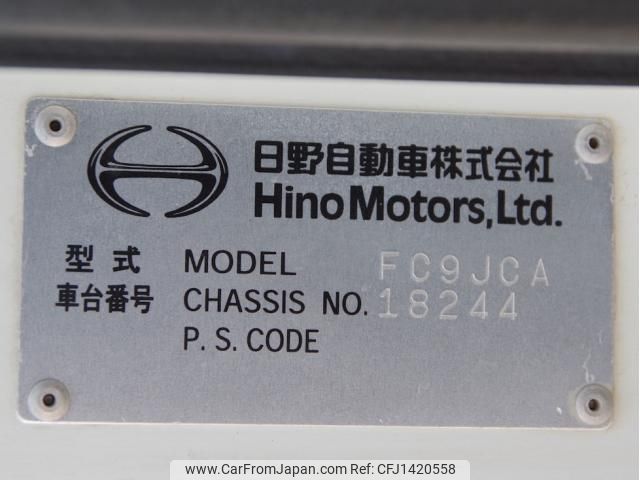 日野自動車株式会社
Hino Motors, Ltd.
型式 MODEL FC9JCA
車台番号 CHASSIS NO. 18244
P. S. CODE
www.CarFromJapan.com CFJ1420558